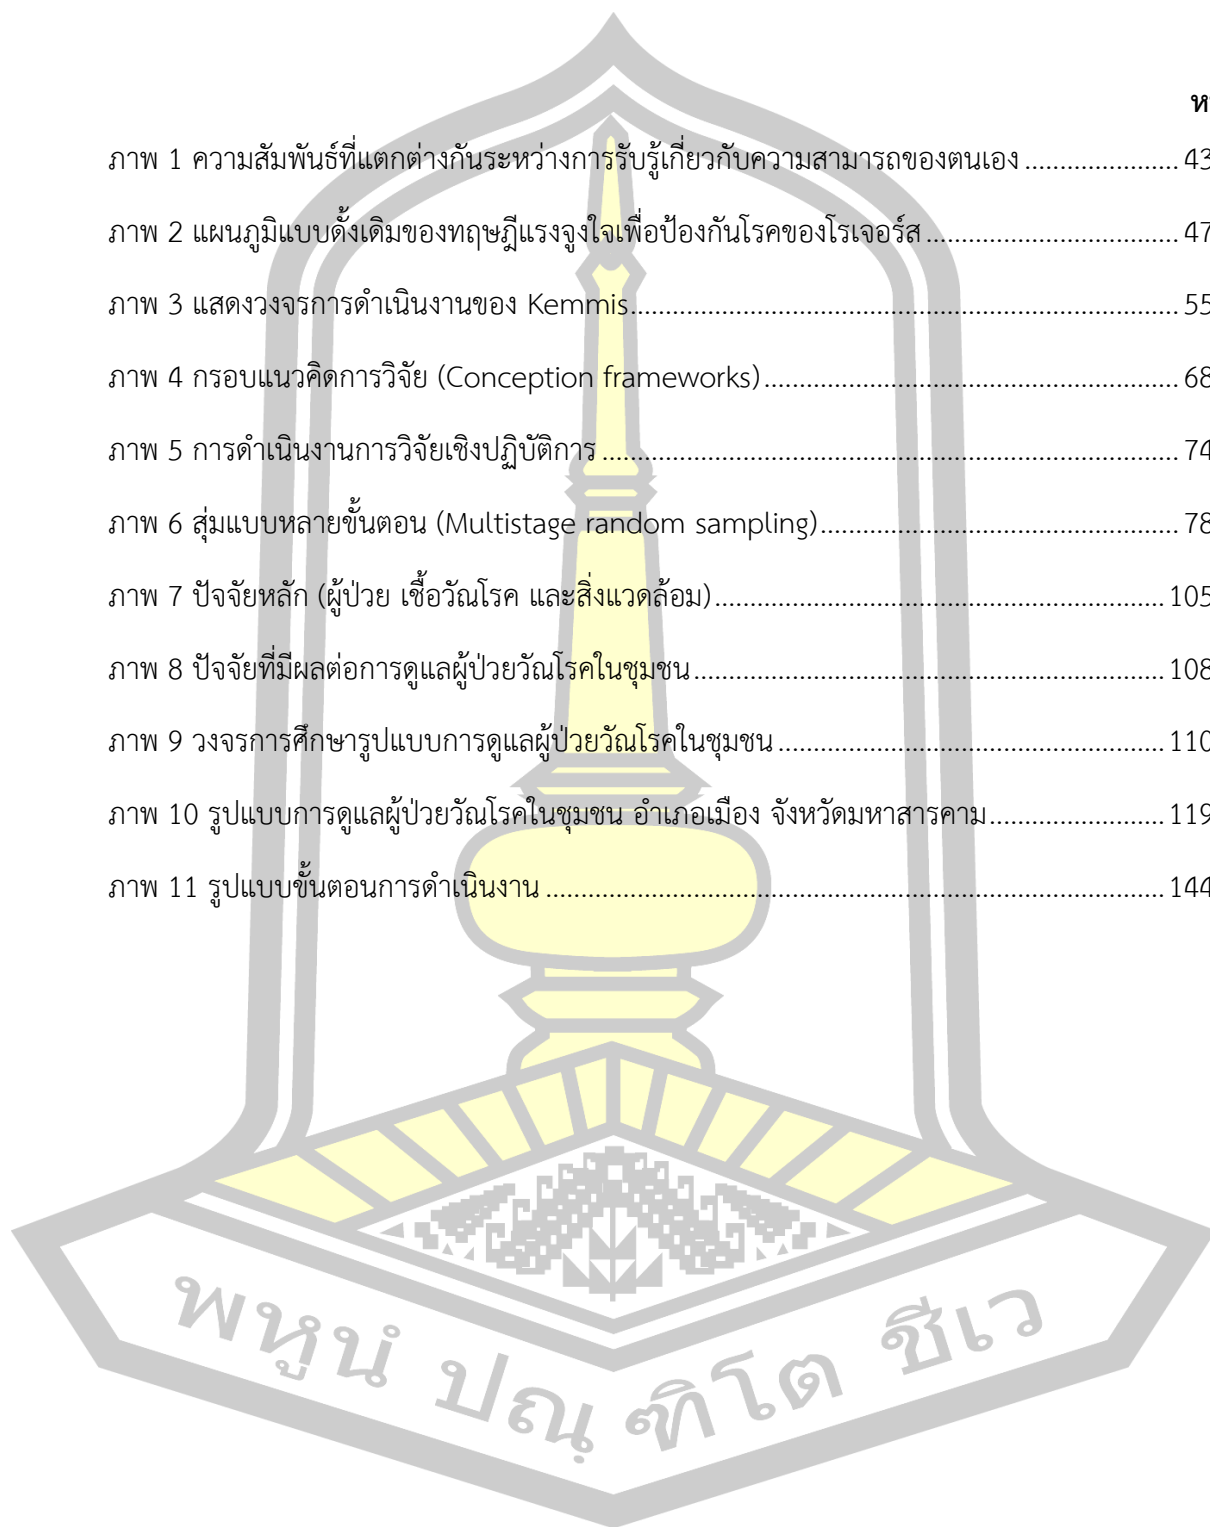 ห
ภาพ 1 ความสัมพันธ์ที่แตกต่างกันระหว่างการรับรู้เกี่ยวกับความสามารถของตนเอง ........................ 43
ภาพ 2 แผนภูมิแบบดั้งเดิมของทฤษฎีแรงจูงใจเพื่อป้องกันโรคของโรเจอร์ส .................................... 47
ภาพ 3 แสดงวงจรการดำเนินงานของ Kemmis .............................................................................. 55
ภาพ 4 กรอบแนวคิดการวิจัย (Conception frameworks) ........................................................... 68
ภาพ 5 การดำเนินงานการวิจัยเชิงปฏิบัติการ .................................................................................. 74
ภาพ 6 สุ่มแบบหลายขั้นตอน (Multistage random sampling) ................................................... 78
ภาพ 7 ปัจจัยหลัก (ผู้ป่วย เชื้อวัณโรค และสิ่งแวดล้อม) ................................................................ 105
ภาพ 8 ปัจจัยที่มีผลต่อการดูแลผู้ป่วยวัณโรคในชุมชน ................................................................... 108
ภาพ 9 วงจรการศึกษารูปแบบการดูแลผู้ป่วยวัณโรคในชุมชน ....................................................... 110
ภาพ 10 รูปแบบการดูแลผู้ป่วยวัณโรคในชุมชน อำเภอเมือง จังหวัดมหาสารคาม ......................... 119
ภาพ 11 รูปแบบขั้นตอนการดำเนินงาน ........................................................................................ 144
พหูนํ ปณฺฑิโต ชีเว